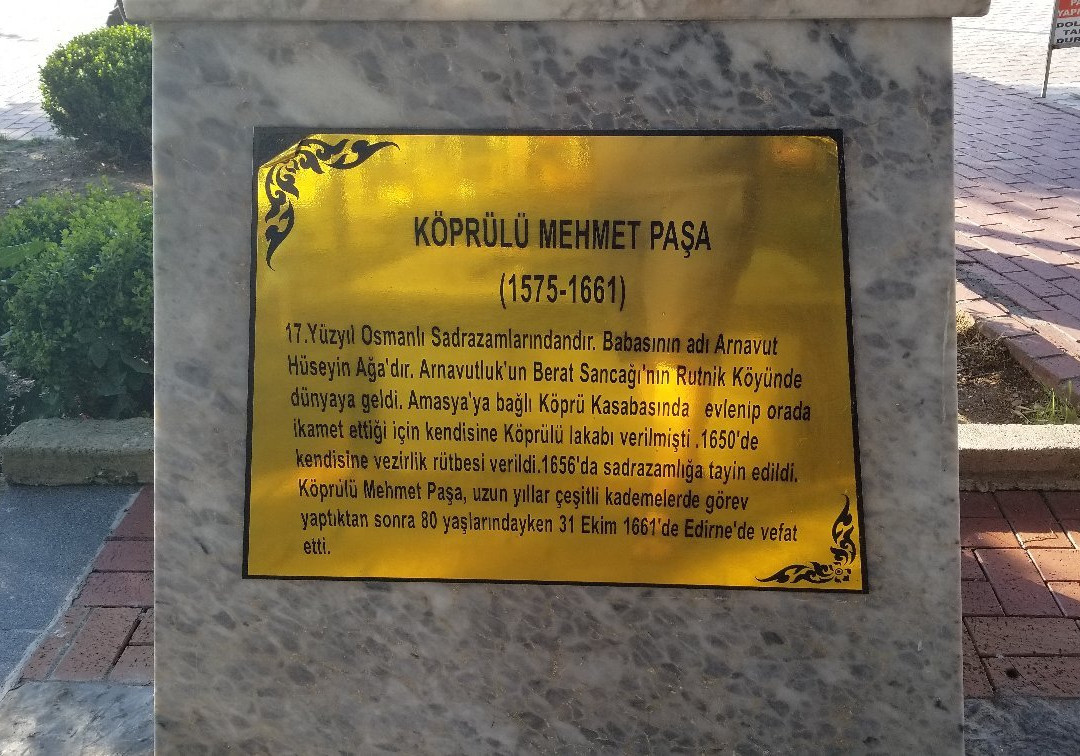 KÖPRÜLÜ MEHMET PAŞA
(1575-1661)
17.Yüzyıl Osmanlı Sadrazamlarındandır. Babasının adı Arnavut
Hüseyin Ağa'dır. Arnavutluk'un Berat Sancağı'nın Rutnik Köyünde
dünyaya geldi. Amasya'ya bağlı Köprü Kasabasında evlenip orada
ikamet ettiği için kendisine Köprülü lakabı verilmişti .1650'de
kendisine vezirlik rütbesi verildi.1656'da sadrazamlığa tayin edildi.
Köprülü Mehmet Paşa, uzun yıllar çeşitli kademelerde görev
yaptıktan sonra 80 yaşlarındayken 31 Ekim 1661'de Edirne'de vefat
etti.